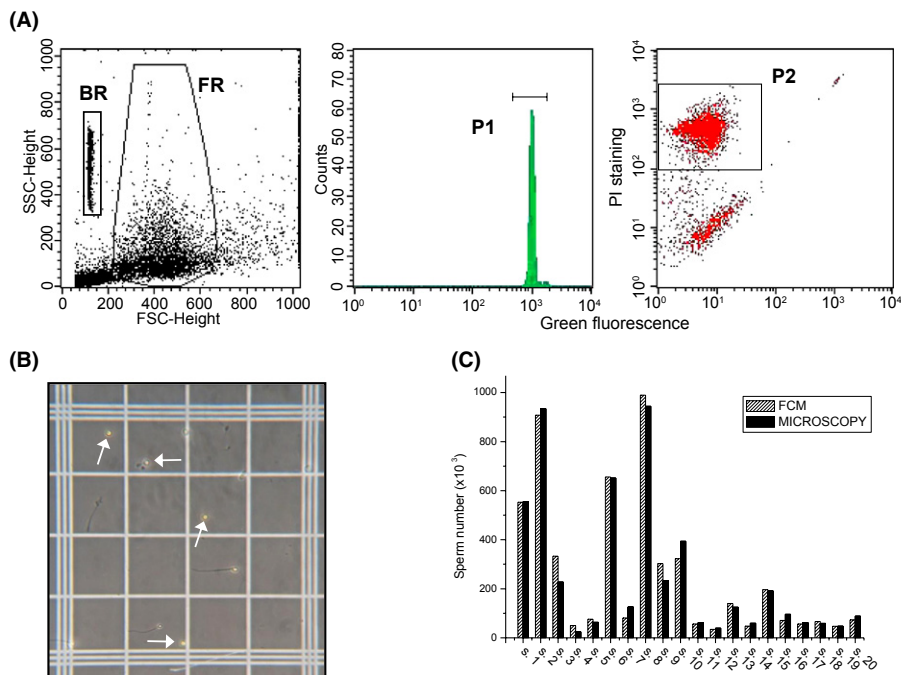 (A)
1000
800
600
400
200
0
SSC-Height
BR
FR
0 200 400 600 800 1000
FSC-Height
80
70
60
50
40
30
20
10
0
Counts
P1
10⁰ 10¹ 10² 10³ 10⁴
Green fluorescence
10⁴
10³
10²
10¹
10⁰
PI staining
P2
10⁰ 10¹ 10² 10³ 10⁴
(B)
(C)
1000
800
600
400
200
0
Sperm number (x10³)
FCM
MICROSCOPY
S. 1
S. 2
S. 3
S. 4
S. 5
S. 6
S. 7
S. 8
S. 9
S. 10
S. 11
S. 12
S. 13
S. 14
S. 15
S. 16
S. 17
S. 18
S. 19
S. 20